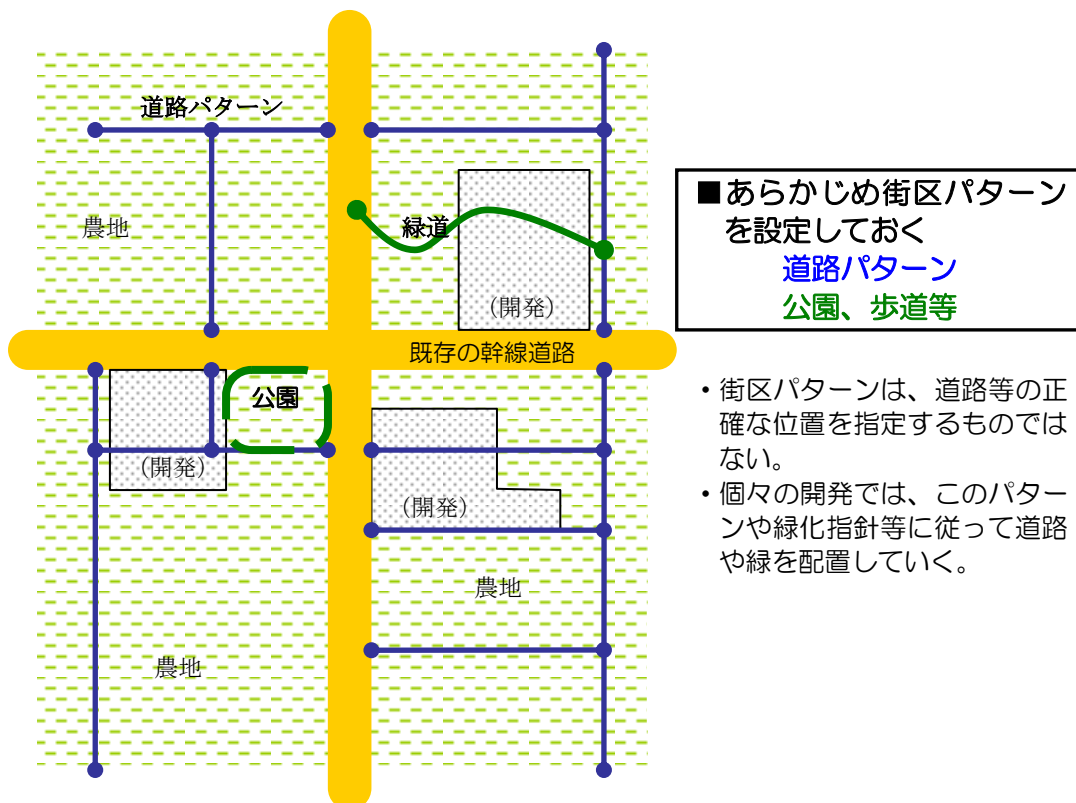 道路パターン
農地
緑道
(開発)
既存の幹線道路
公園
(開発)
(開発)
農地
農地
■あらかじめ街区パターン
を設定しておく
道路パターン
公園、歩道等
・街区パターンは、道路等の正
確な位置を指定するものでは
ない。
・個々の開発では、このパター
ンや緑化指針等に従って道路
や緑を配置していく。